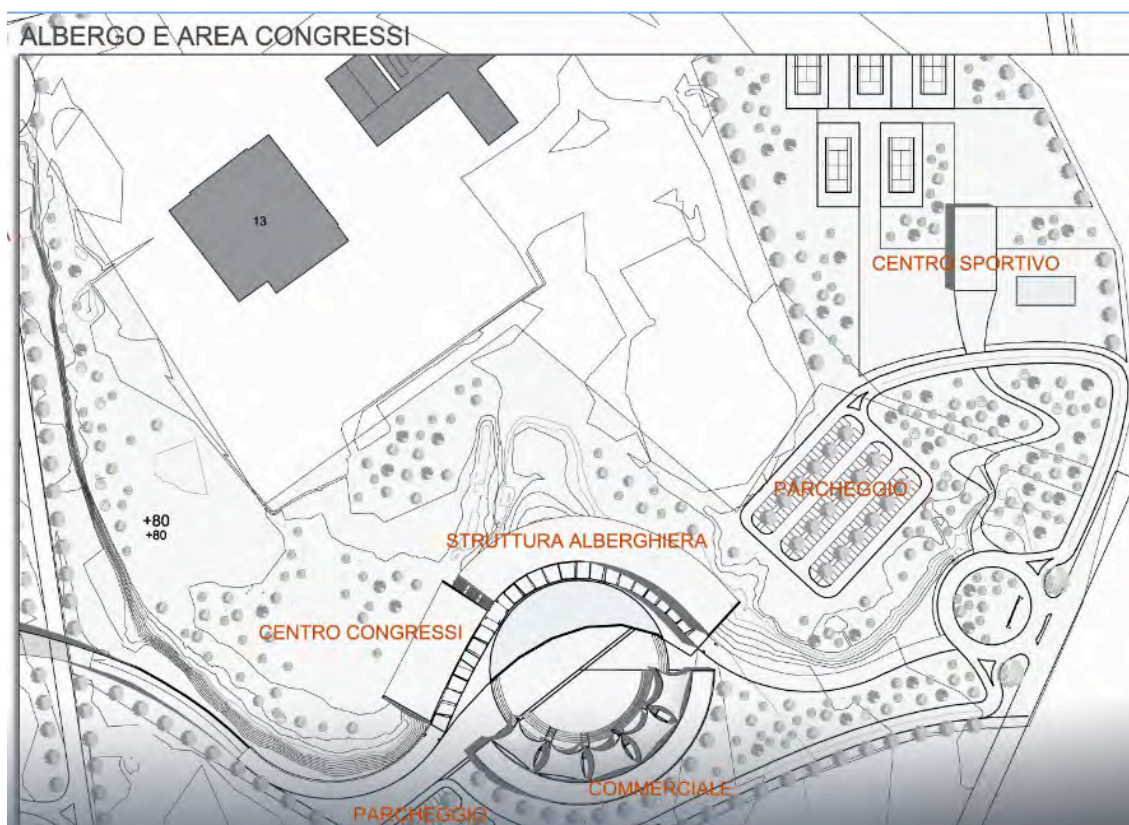 ALBERGO E AREA CONGRESSI
13
CENTRO SPORTIVO
PARCHEGGIO
+80
+80
STRUTTURA ALBERGHIERA
CENTRO CONGRESSI
COMMERCIALE
PARCHEGGIO